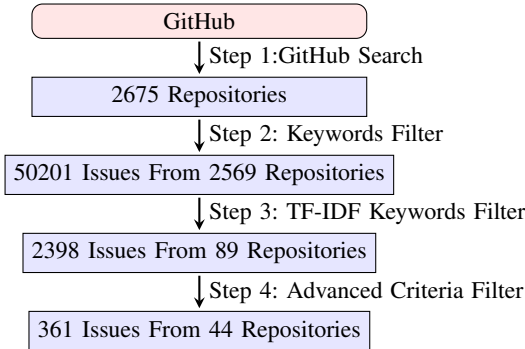 GitHub
Step 1:GitHub Search
2675 Repositories
Step 2: Keywords Filter
50201 Issues From 2569 Repositories
Step 3: TF-IDF Keywords Filter
2398 Issues From 89 Repositories
Step 4: Advanced Criteria Filter
361 Issues From 44 Repositories